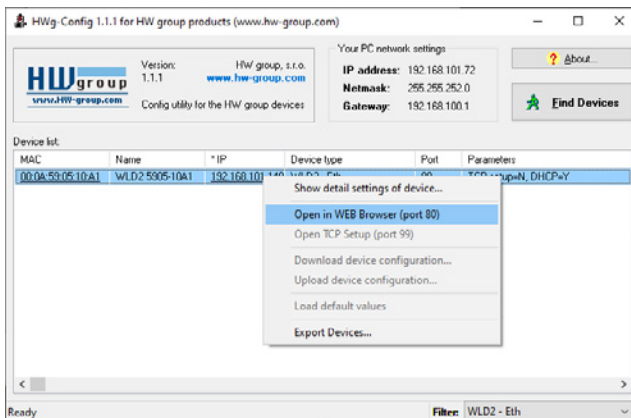 HWg-Config 1.1.1 for HW group products (www.hw-group.com)
HW group
www.HW-group.com
Version: HW group, s.r.o.
1.1.1 www.hw-group.com
Config utility for the HW group devices
Your PC network settings
IP address: 192.168.101.72
Netmask: 255.255.252.0
Gateway: 192.168.100.1
? About...
Find Devices
Device list:
MAC Name * IP Device type Port Parameters
00:0A:59:05:10:A1 WLD2 5905-10A1 192.168.101 DHCP=Y
Show detail settings of device...
Open in WEB Browser (port 80)
Open TCP Setup (port 99)
Download device configuration...
Upload device configuration...
Load default values
Export Devices...
Ready Filter: WLD2 - Eth